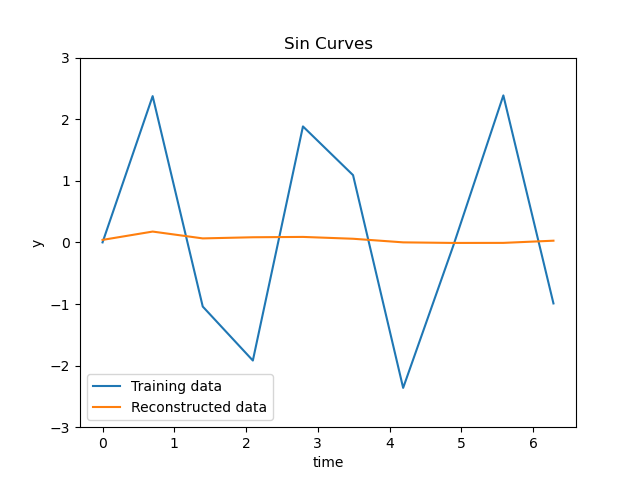 Sin Curves
3
2
1
0
−1
−2
−3
y
Training data
Reconstructed data
0 1 2 3 4 5 6
time